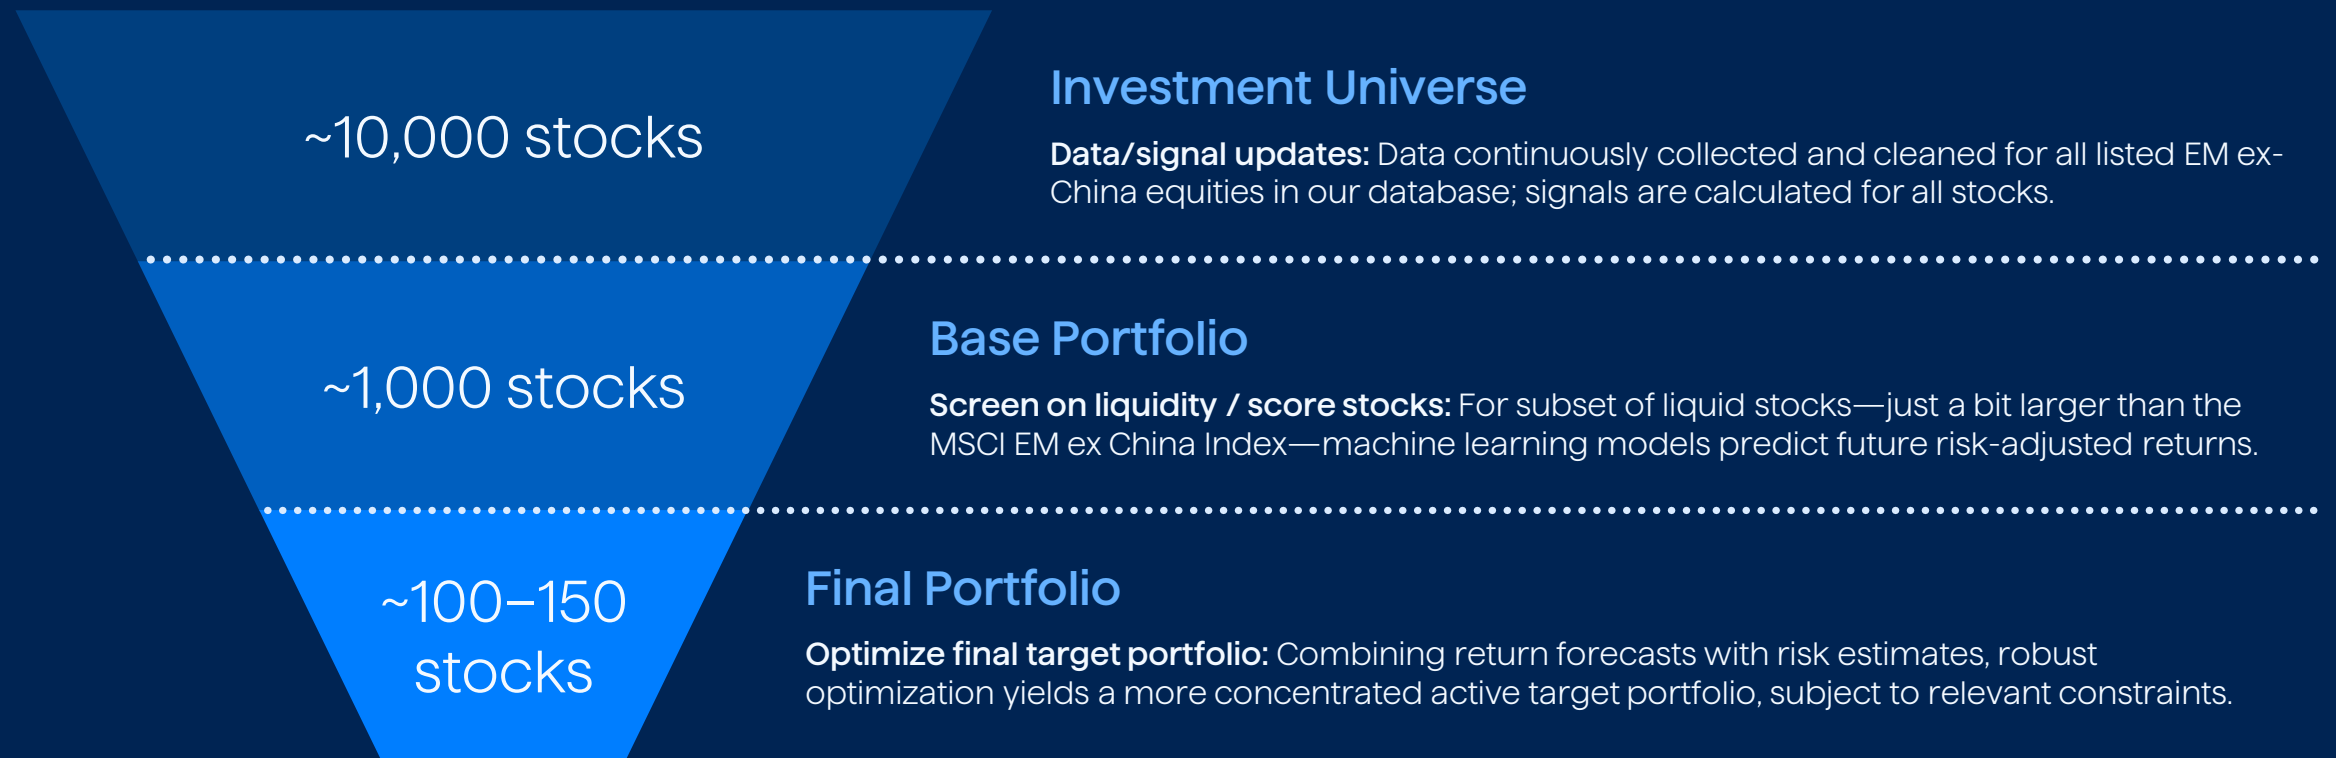 ~10,000 stocks
Investment Universe
Data/signal updates: Data continuously collected and cleaned for all listed EM ex-
China equities in our database; signals are calculated for all stocks.
~1,000 stocks
Base Portfolio
Screen on liquidity / score stocks: For subset of liquid stocks—just a bit larger than the
MSCI EM ex China Index—machine learning models predict future risk-adjusted returns.
~100–150
stocks
Final Portfolio
Optimize final target portfolio: Combining return forecasts with risk estimates, robust
optimization yields a more concentrated active target portfolio, subject to relevant constraints.